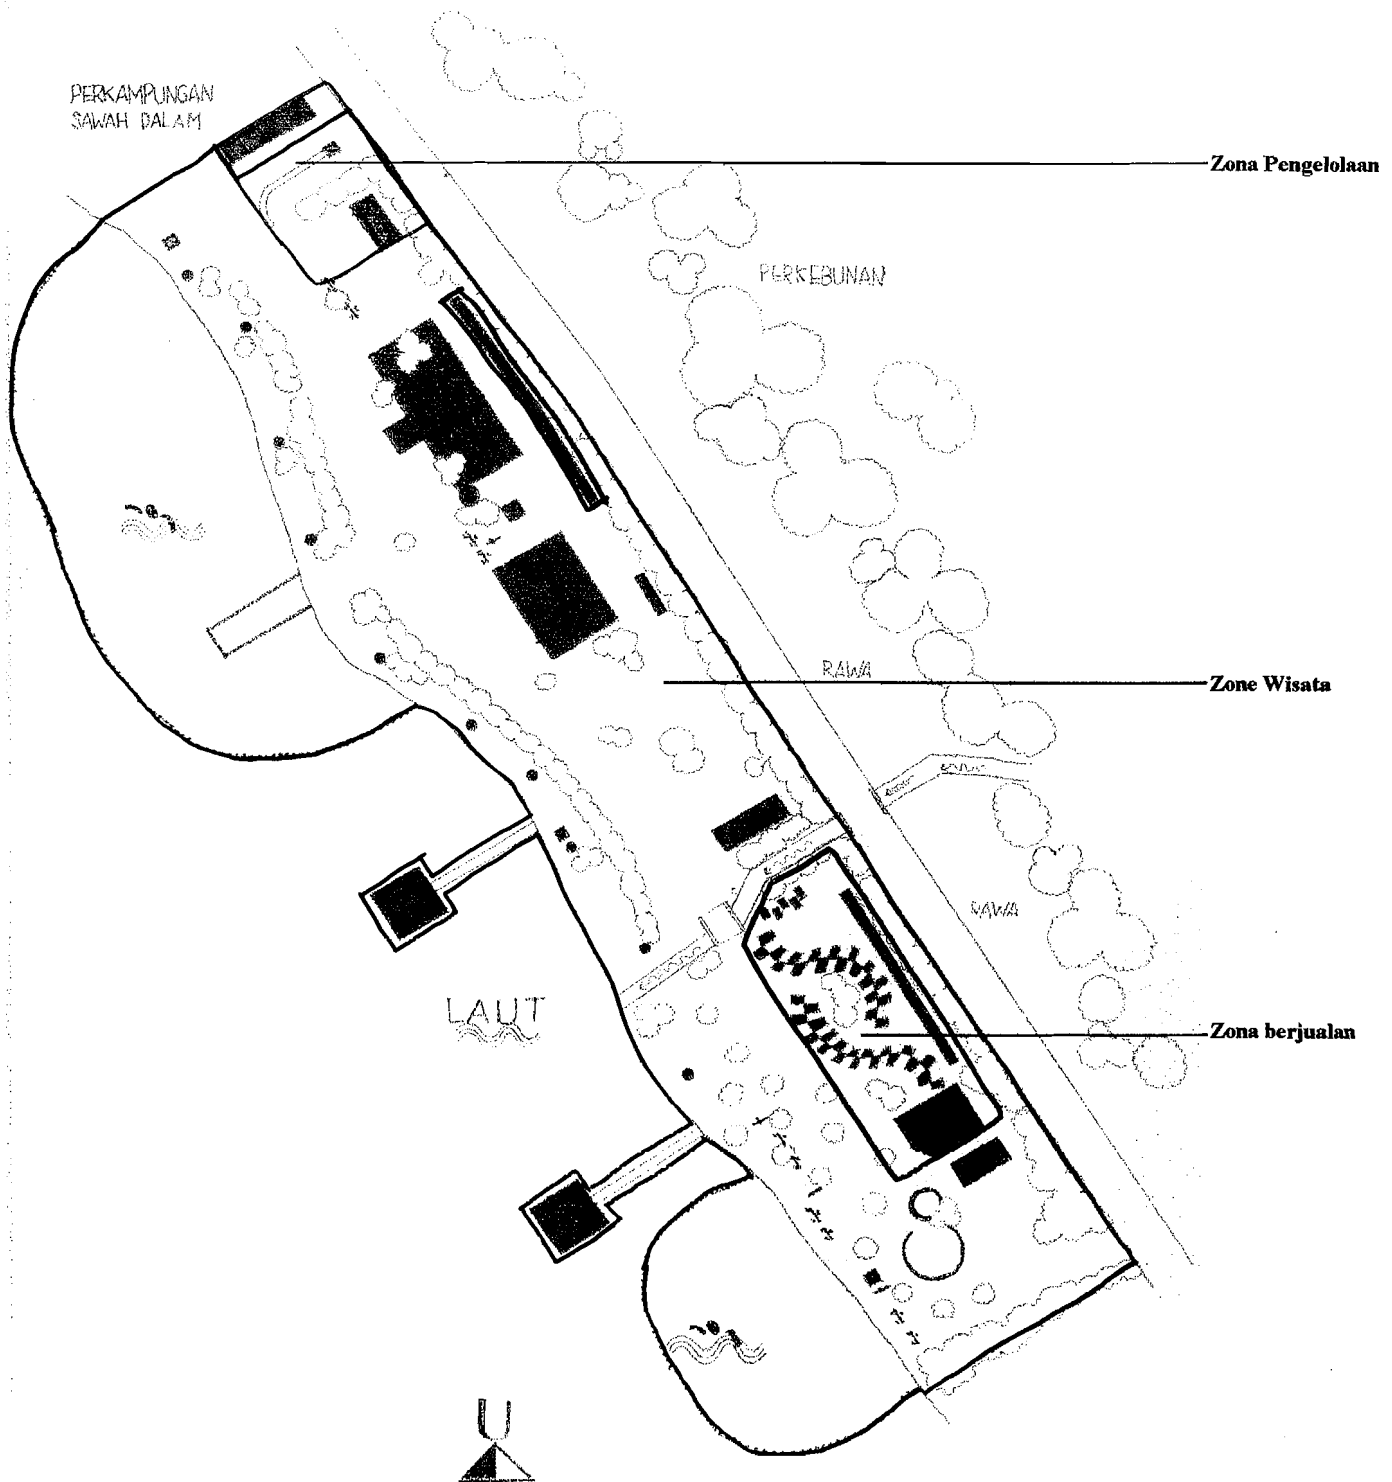 PERKAMPUNGAN
SAWAH DALAM
Zona Pengelolaan
PERKEBUNAN
RAWA
Zone Wisata
RAWA
LAUT
Zona berjualan
U